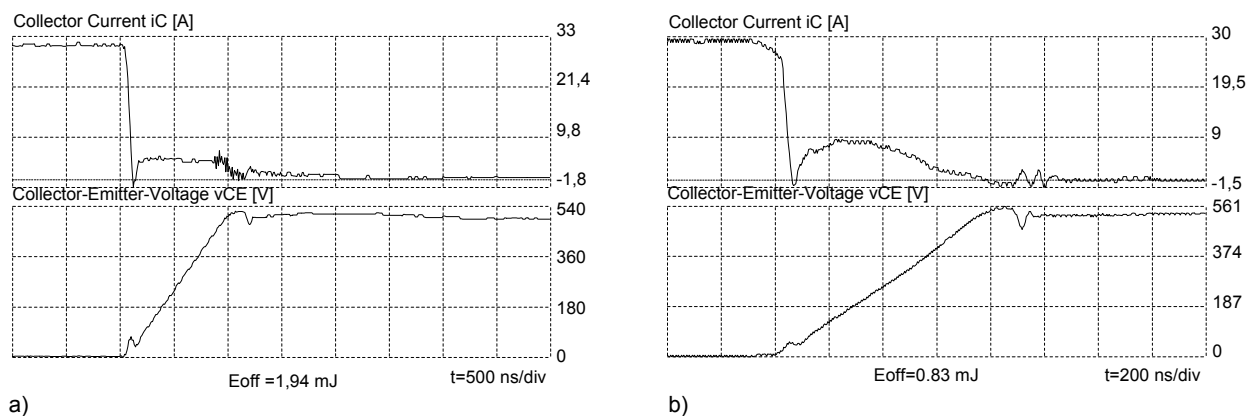 Collector Current iC [A]
33
21,4
9,8
-1.8
Collector-Emitter-Voltage vCE [V]
540
360
180
0
Eoff =1,94 mJ
t=500 ns/div
a)
Collector Current iC [A]
30
19,5
9
-1,5
Collector-Emitter-Voltage vCE [V]
561
374
187
0
Eoff=0.83 mJ
t=200 ns/div
b)